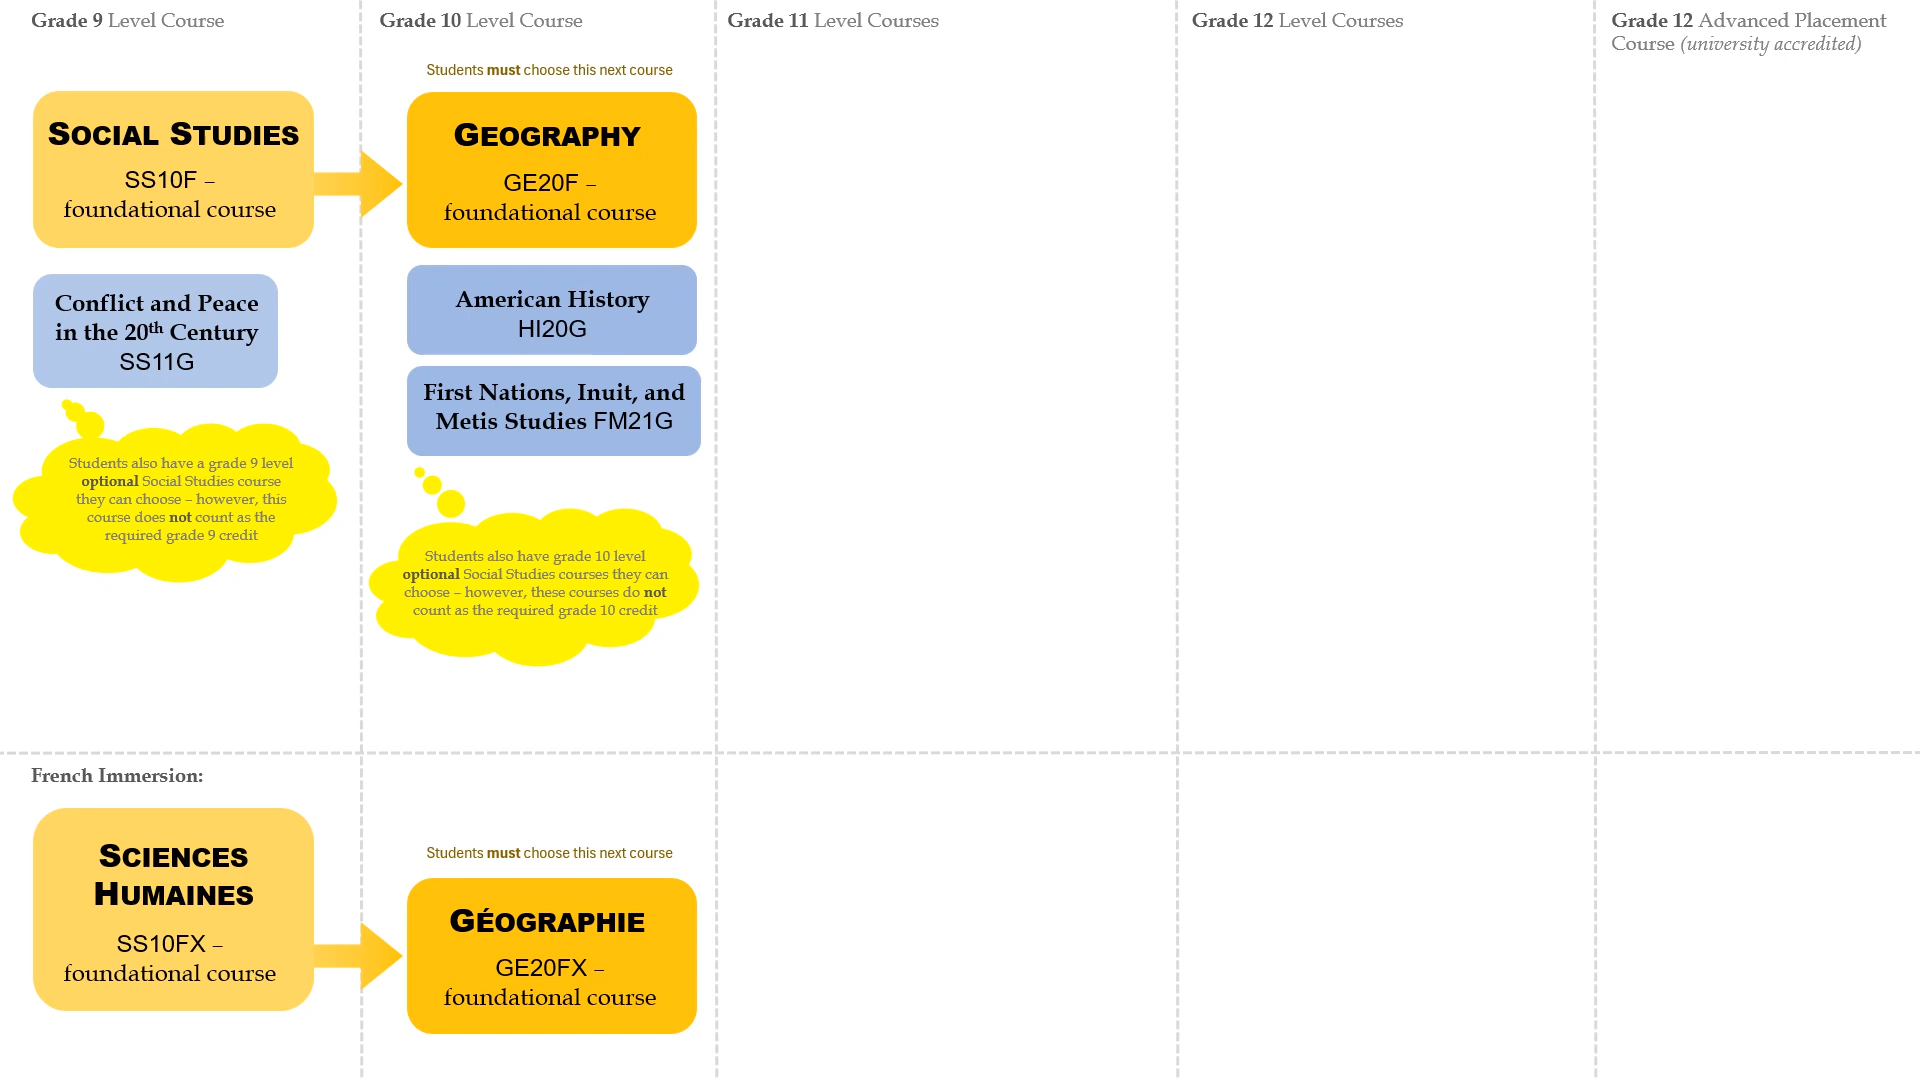 Grade 9 Level Course
Grade 10 Level Course
Grade 11 Level Courses
Grade 12 Level Courses
Grade 12 Advanced Placement
Course (university accredited)
Students must choose this next course
SOCIAL STUDIES
SS10F –
foundational course
GEOGRAPHY
GE20F –
foundational course
Conflict and Peace
in the 20th Century
SS11G
American History
HI20G
First Nations, Inuit, and
Metis Studies FM21G
Students also have a grade 9 level
optional Social Studies course
they can choose – however, this
course does not count as the
required grade 9 credit
Students also have grade 10 level
optional Social Studies courses they can
choose – however, these courses do not
count as the required grade 10 credit
French Immersion:
SCIENCES
HUMAINES
SS10FX –
foundational course
Students must choose this next course
GÉOGRAPHIE
GE20FX –
foundational course